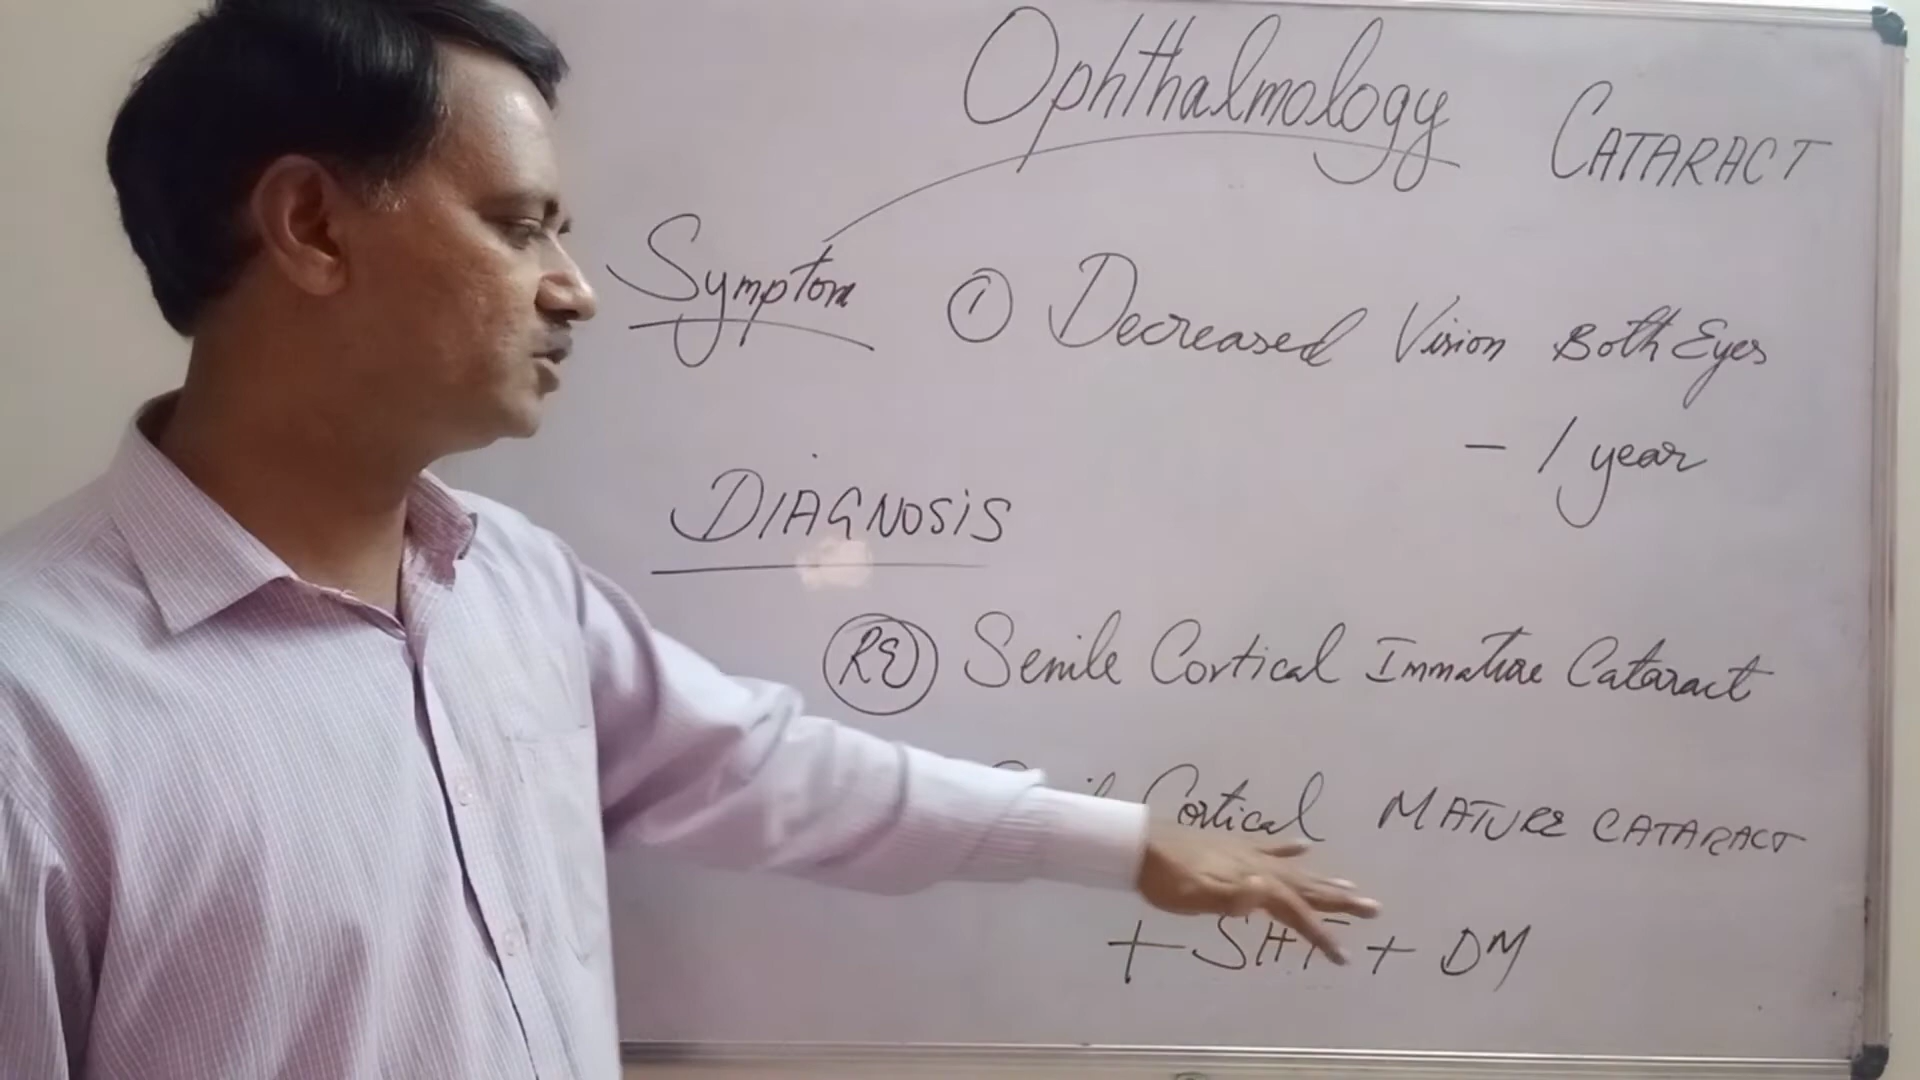 Ophthalmology CATARACT
Symptom ① Decreased Vision Both Eyes
- 1 year
DIAGNOSIS
RE Senile Cortical Immature Cataract
Cortical MATURE CATARACT
+ SHT + DM